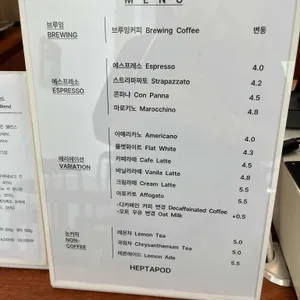 MENU
브루잉 BREWING
브루잉커피 Brewing Coffee 변동
에스프레소 ESPRESSO
에스프레소 Espresso 4.0
스트라파짜토 Strapazzato 4.2
콘파나 Con Panna 4.5
마로키노 Marocchino 4.8
베리에이션 VARIATION
아메리카노 Americano 4.0
플랫화이트 Flat White 4.3
카페라떼 Cafe Latte 4.5
바닐라라떼 Vanila Latte 4.8
크림라떼 Cream Latte 5.5
아포카토 Affogato 5.5
-디카페인 커피 변경 Decaffeinated Coffee
-오트 우유 변경 Oat Milk +0.5
논커피 NON-COFFEE
레몬차 Lemon Tea 5.0
국화차 Chrysanthemum Tea 5.0
레몬에이드 Lemon Ade 5.5
HEPTAPOD